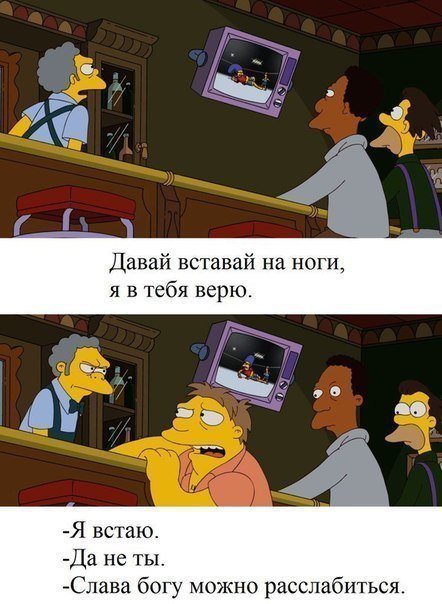 Давай вставай на ноги,
я в тебя верю.
-Я встаю.
-Да не ты.
-Слава богу можно расслабиться.